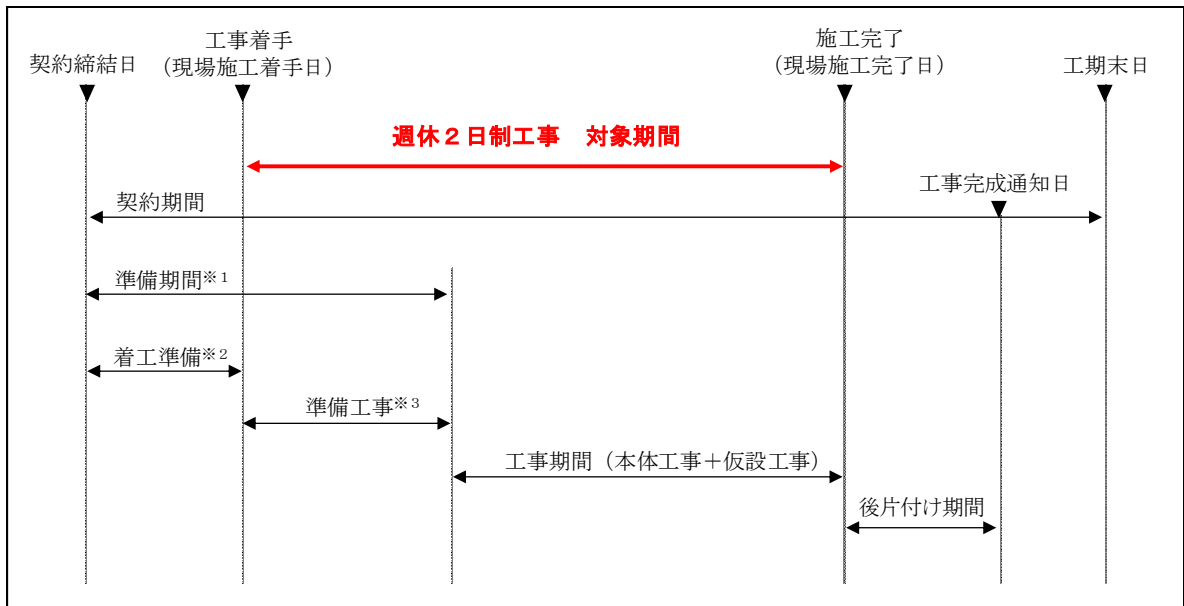 契約締結日
工事着手
(現場施工着手日)
施工完了
(現場施工完了日)
工期末日
週休２日制工事　対象期間
工事完成通知日
契約期間
準備期間※1
着工準備※2
準備工事※3
工事期間（本体工事＋仮設工事）
後片付け期間